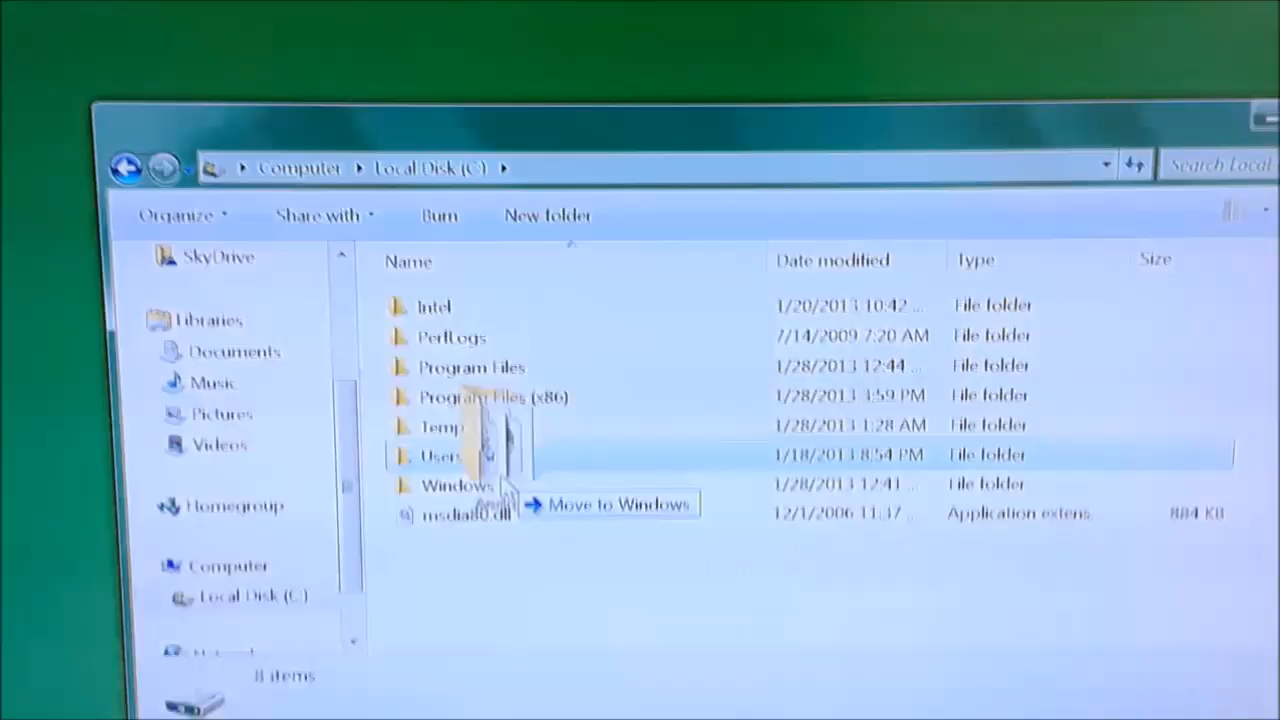 Computer Local Disk (C:) Search Local
Organize Share with Burn New folder
SkyDrive
Libraries
Documents
Music
Pictures
Videos
Homegroup
Computer
Local Disk (C:)
Name Date modified Type Size
Intel 1/20/2013 10:42 ... File folder
PerfLogs 7/14/2009 7:20 AM File folder
Program Files 1/28/2013 12:44 ... File folder
Program Files (x86) 1/28/2013 3:59 PM File folder
Temp 1/28/2013 1:28 AM File folder
Users 1/18/2013 8:54 PM File folder
Windows 1/28/2013 12:41 ... File folder
Move to Windows
msdia80.dll 12/1/2006 11:37 ... Application extens... 884 KB
8 items